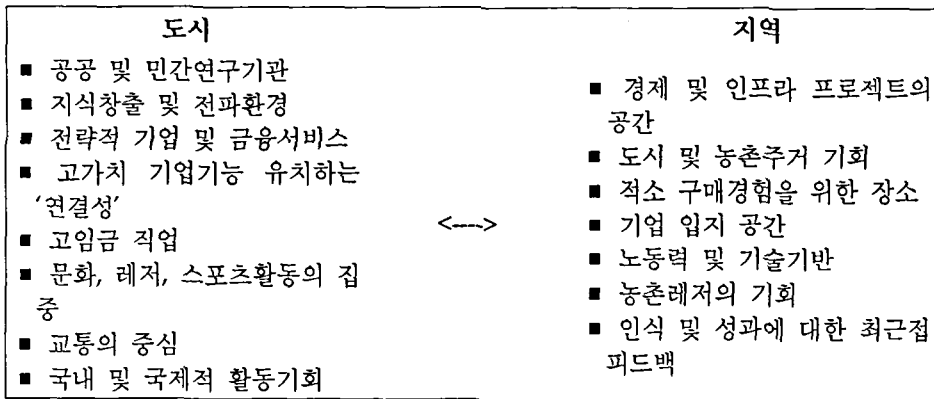 도시
■ 공공 및 민간연구기관
■ 지식창출 및 전파환경
■ 전략적 기업 및 금융서비스
■ 고가치 기업기능 유치하는
‘연결성’
■ 고임금 직업
■ 문화, 레저, 스포츠활동의 집
중
■ 교통의 중심
■ 국내 및 국제적 활동기회
<---->
지역
■ 경제 및 인프라 프로젝트의
공간
■ 도시 및 농촌주거 기회
■ 적소 구매경험을 위한 장소
■ 기업 입지 공간
■ 노동력 및 기술기반
■ 농촌레저의 기회
■ 인식 및 성과에 대한 최근접
피드백